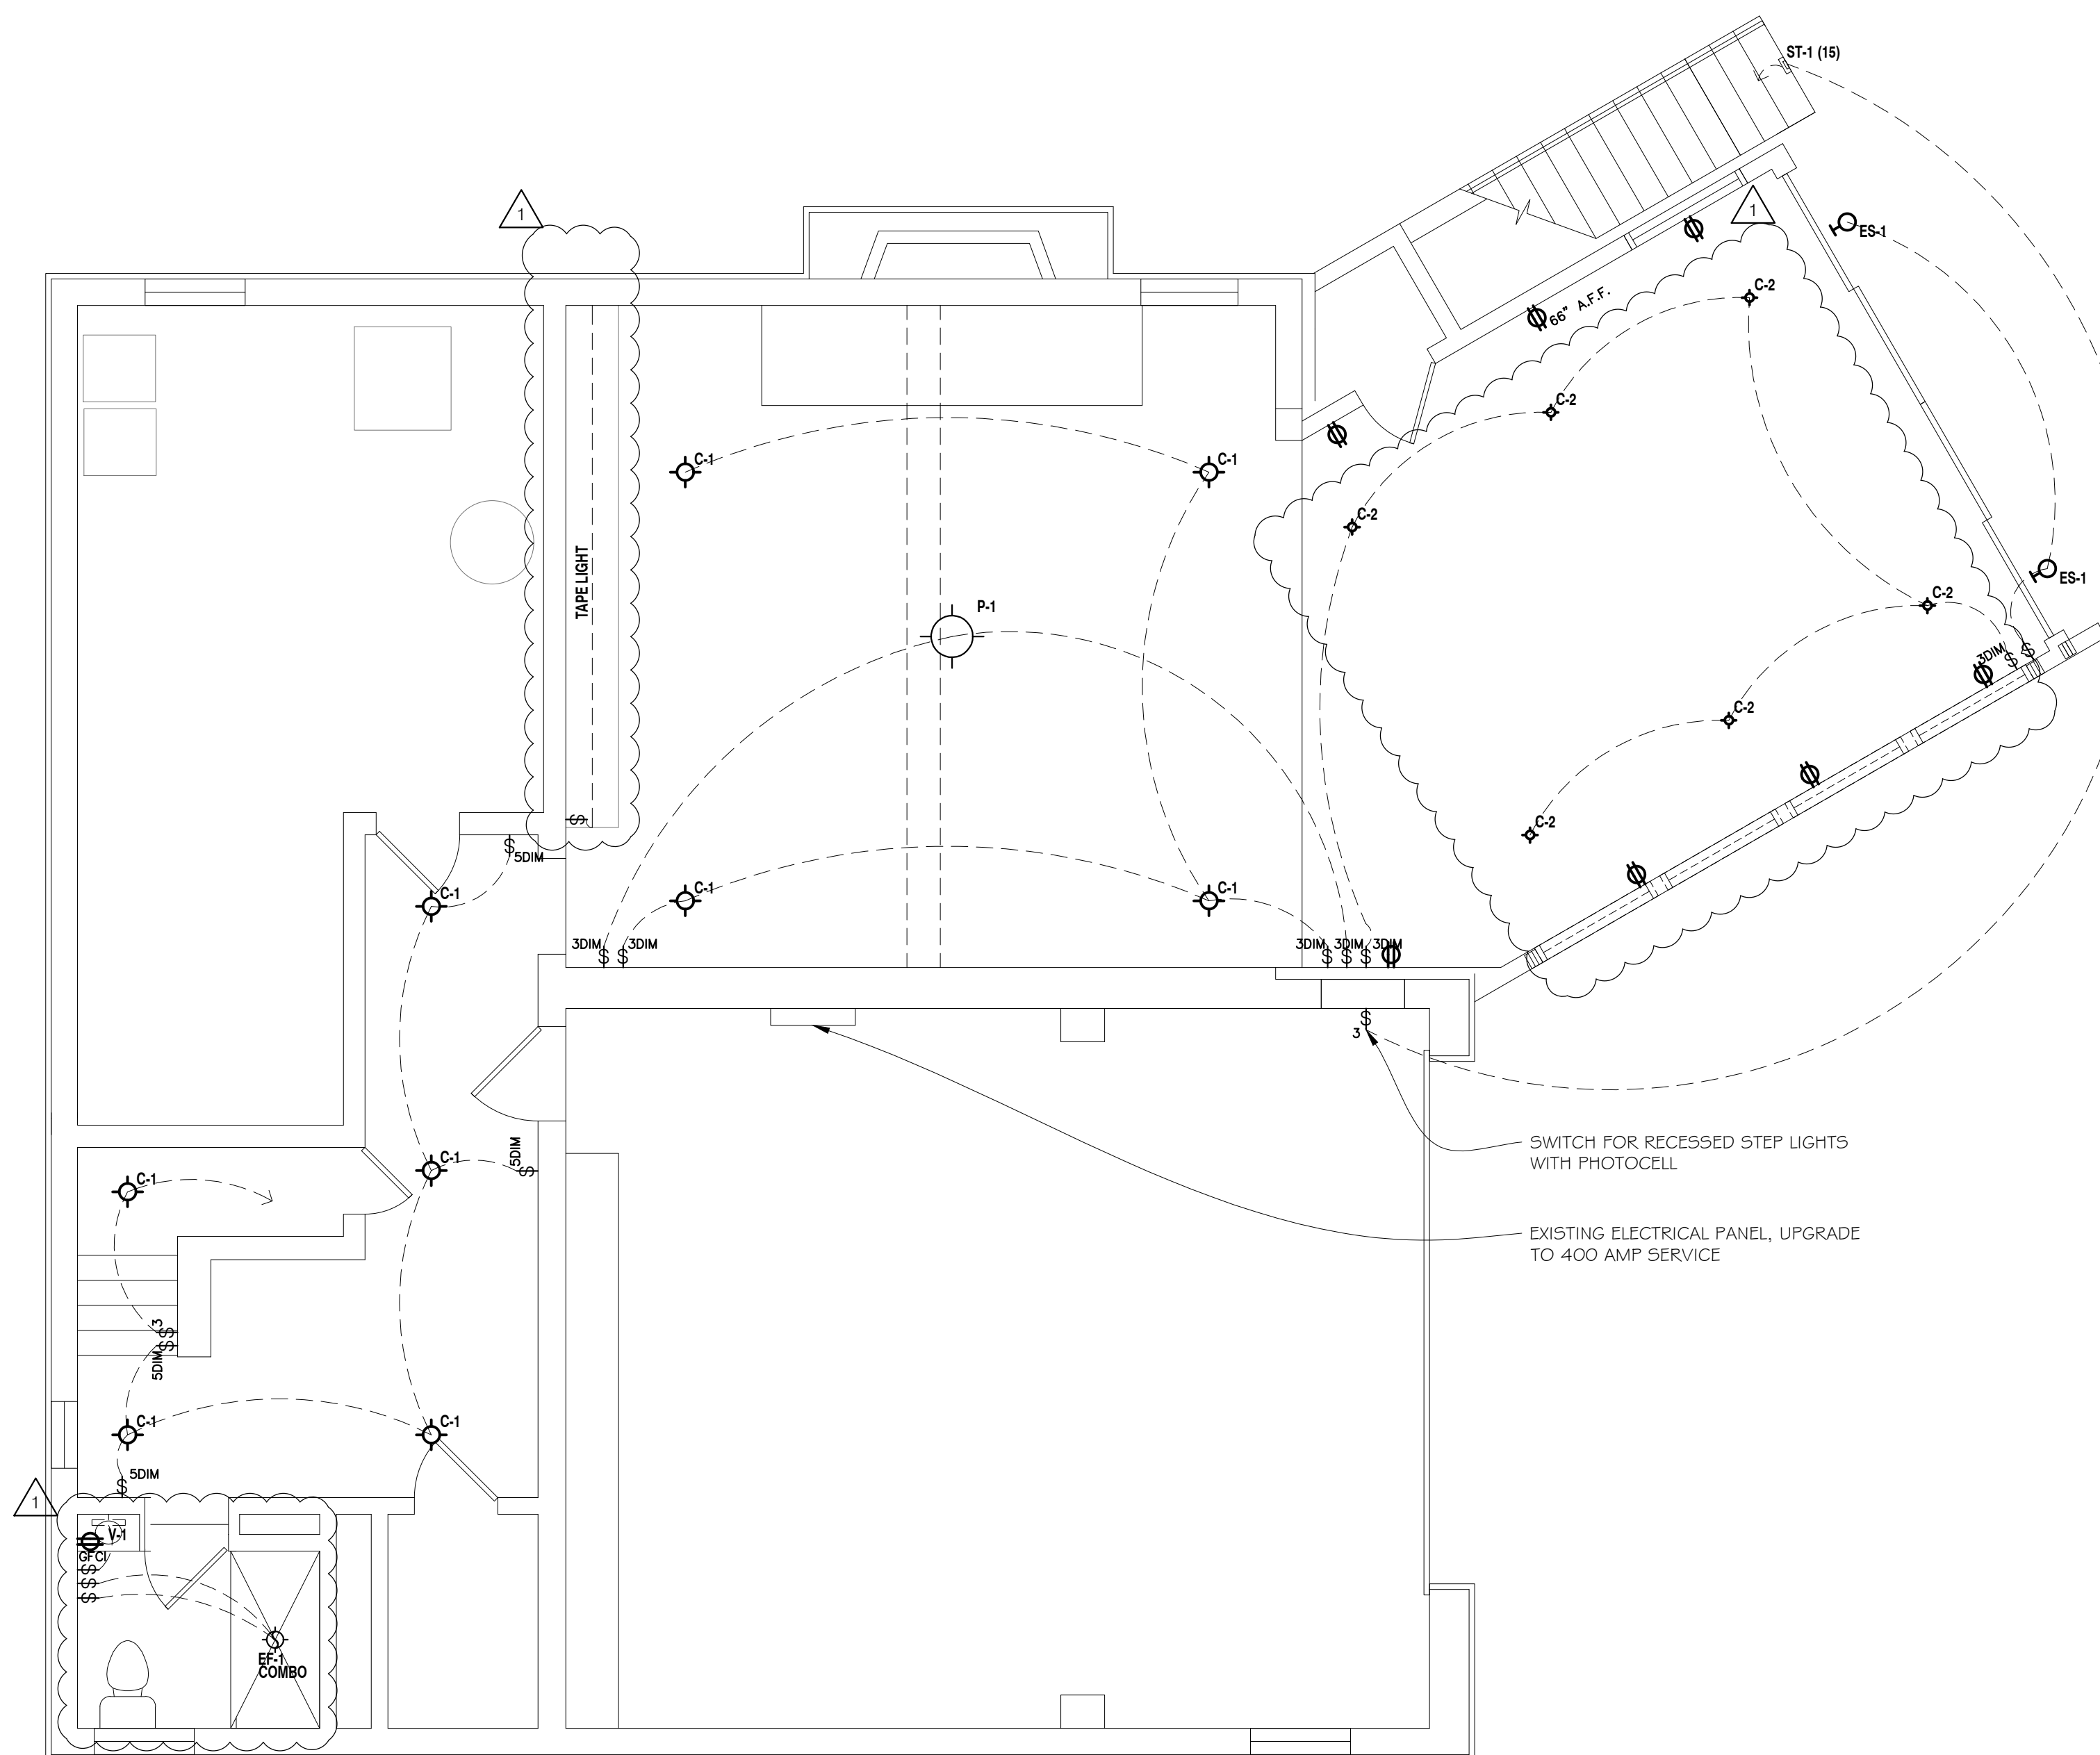 ST-1 (15)
1
1
ES-1
C-2
66" A.F.F.
C-2
C-1
C-1
C-2
TAPE LIGHT
ES-1
C-2
P-1
3DIM
$
$
C-2
$
C-2
$
5DIM
C-1
C-1
C-1
3DIM
$
$
3DIM
3DIM
3DIM
3DIM
$
$
$
$
3
SWITCH FOR RECESSED STEP LIGHTS
WITH PHOTOCELL
5DIM
$
C-1
C-1
EXISTING ELECTRICAL PANEL, UPGRADE
TO 400 AMP SERVICE
3
$
$
5DIM
C-1
C-1
5DIM
$
1
V-1
GFCI
$
$
$
EF-1
COMBO